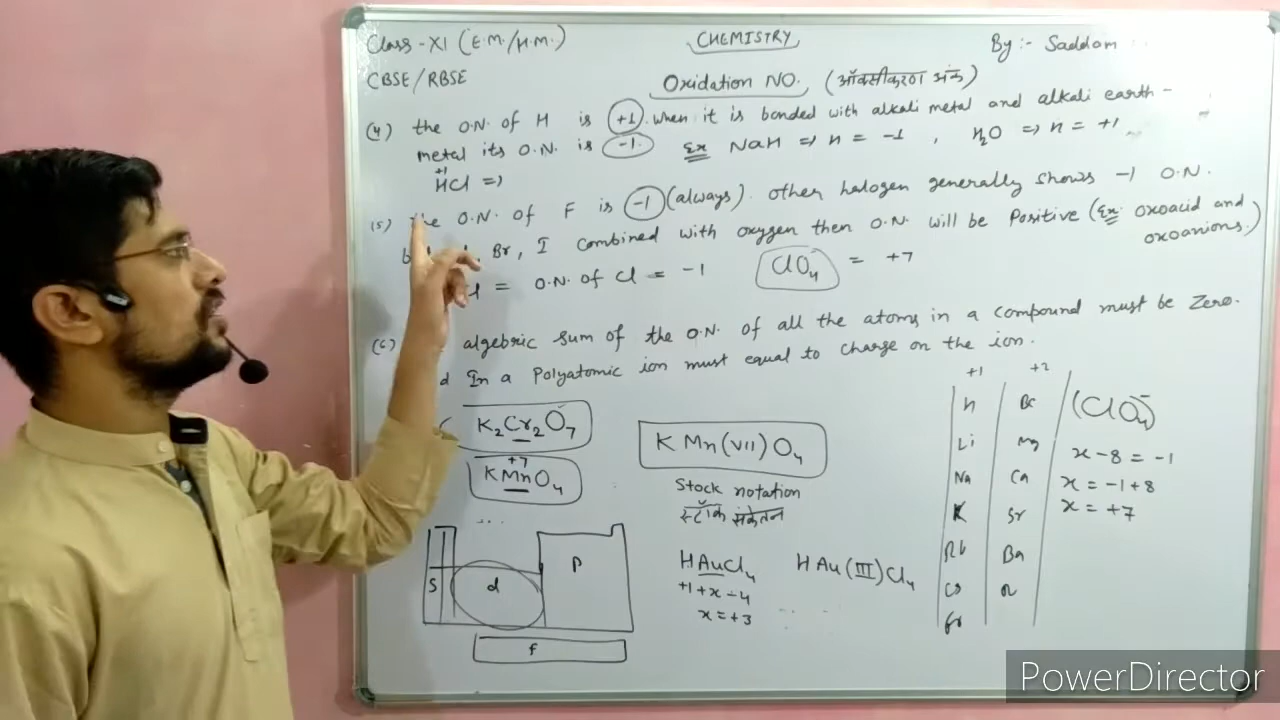 Class-XI (E.M./H.M.)
CHEMISTRY
By:- Saddam
CBSE/RBSE
Oxidation NO. (ऑक्सीकरण अंक)
(4) the O.N. of H is +1 when it is bonded with alkali metal and alkali earth-
metal its O.N. is -1. Ex NaH => H = -1 , H₂O => H = +1
+1
HCl =>
(5) the O.N. of F is -1 (always). other halogen generally shows -1 O.N.
Br, I combined with oxygen then O.N. will be Positive (Ex: oxoacid and
oxoanions.)
= O.N. of Cl = -1
ClO₄⁻ = +7
(6) algebric sum of the O.N. of all the atoms in a compound must be Zero.
In a Polyatomic ion must equal to charge on the ion.
K₂Cr₂O₇
+7
KMnO₄
K Mn(VII) O₄
Stock notation
स्टॉक संकेतन
S
d
P
f
HAuCl₄
+1+x-4
x=+3
HAu(III)Cl₄
+1
H
Li
Na
K
Rb
Cs
Fr
+2
Be
Mg
Ca
Sr
Ba
Ra
(ClO₄⁻)
x-8 = -1
x = -1+8
x = +7
PowerDirector